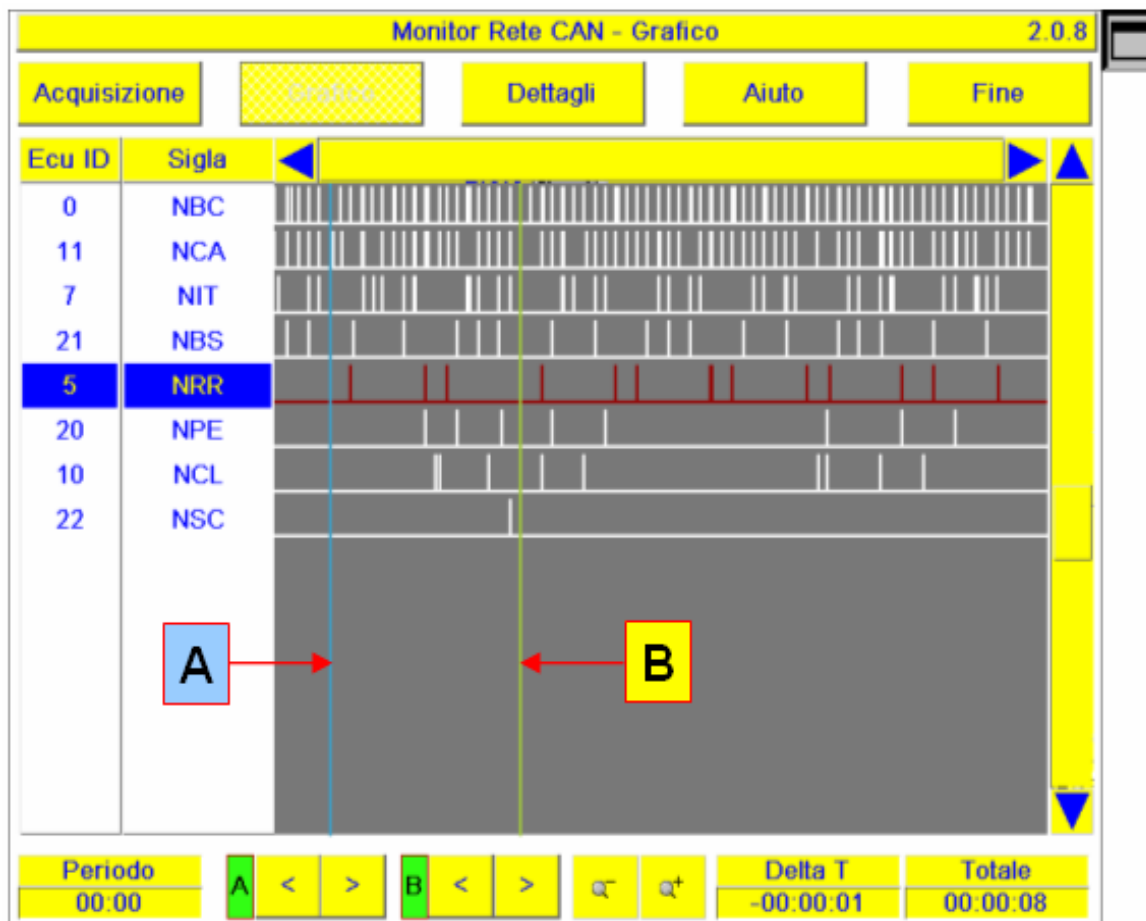 Monitor Rete CAN - Grafico 2.0.8
Acquisizione Grafico Dettagli Aiuto Fine
Ecu ID Sigla
0 NBC
11 NCA
7 NIT
21 NBS
5 NRR
20 NPE
10 NCL
22 NSC
A B
Periodo A < > B < > Delta T Totale
00:00 -00:00:01 00:00:08